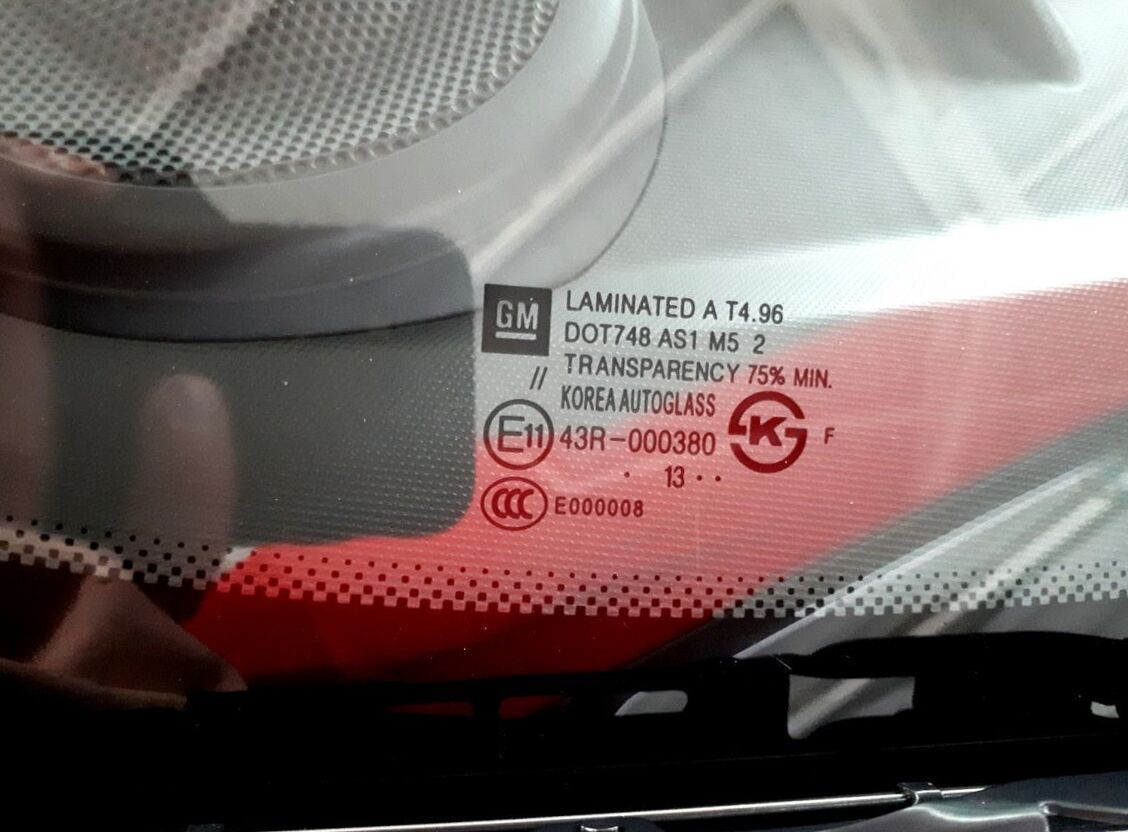 GM
LAMINATED A T4.96
DOT748 AS1 M5 2
TRANSPARENCY 75% MIN.
//
KOREA AUTOGLASS
E11 43R-000380 K F
· 13 · ·
CCC E000008